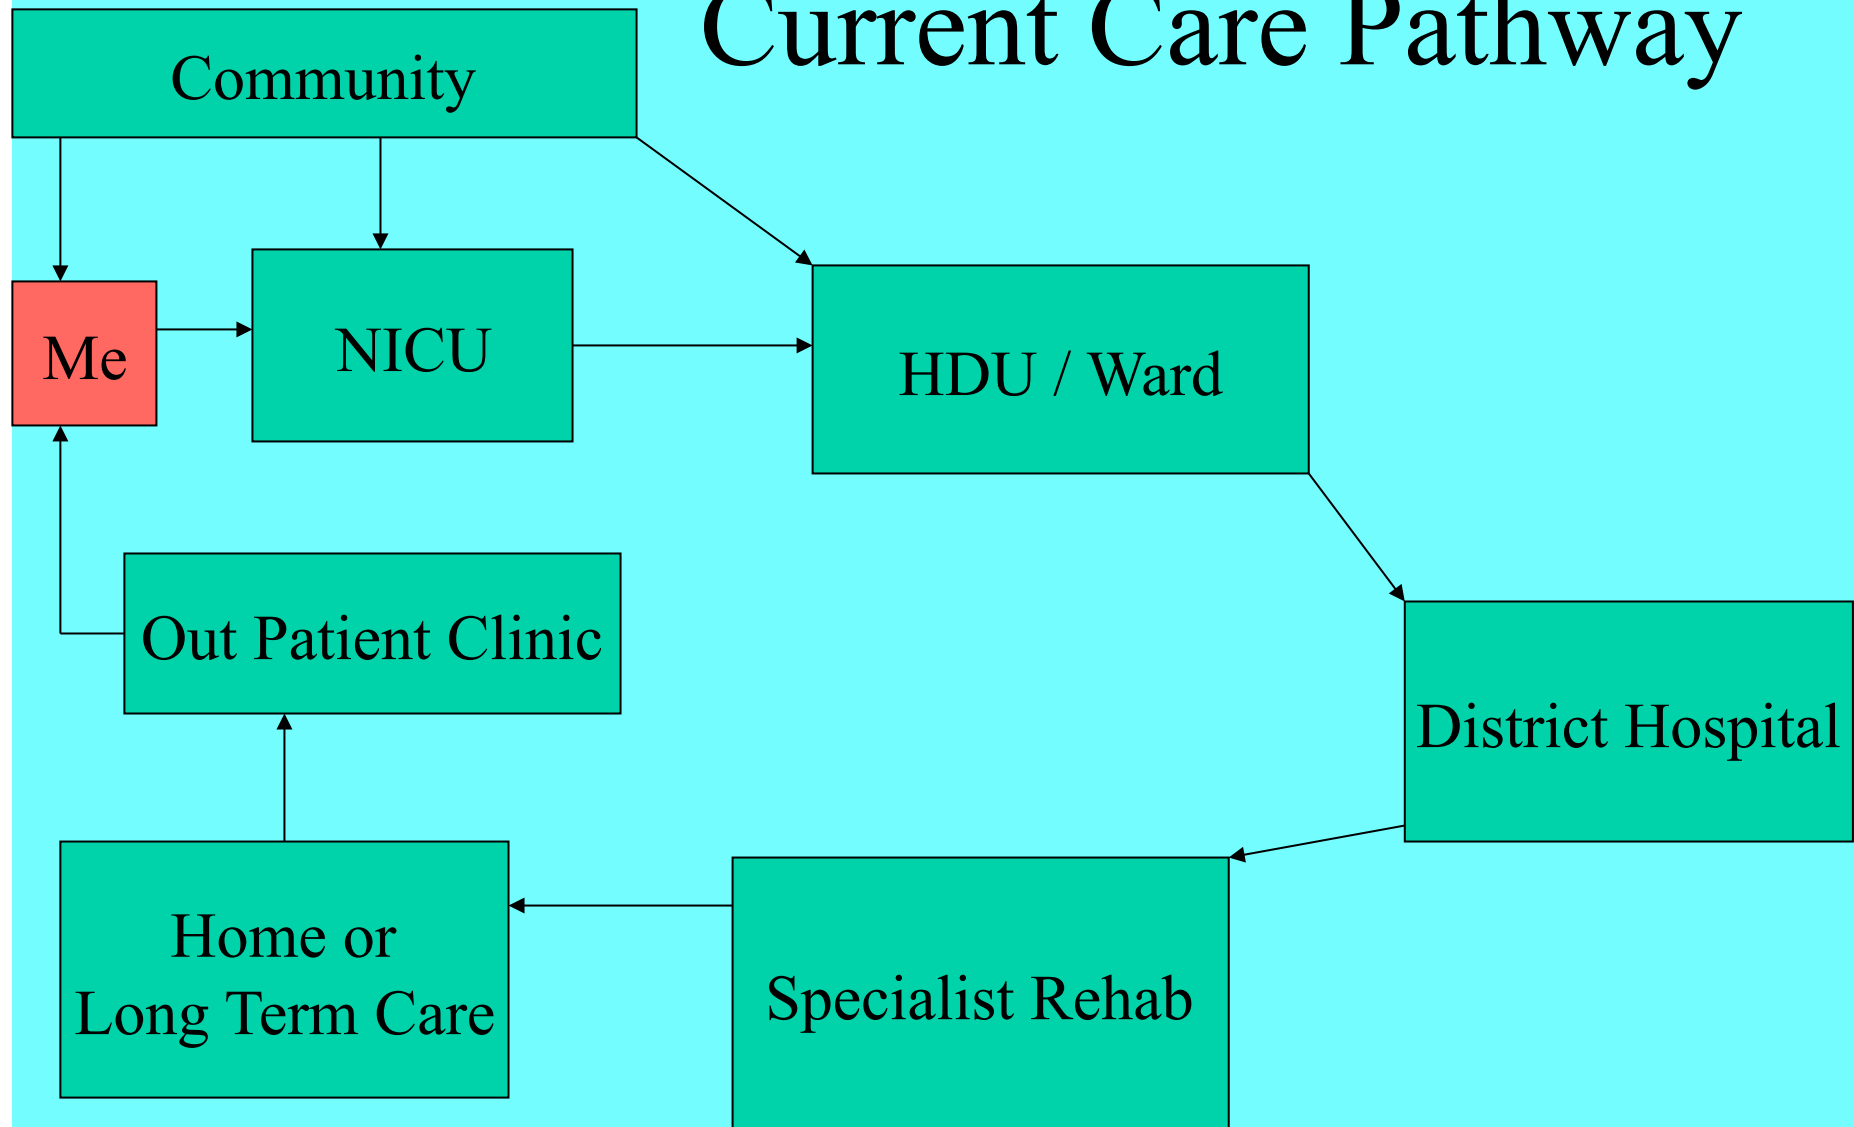 Current Care Pathway
Community
Me
NICU
HDU / Ward
Out Patient Clinic
District Hospital
Home or
Long Term Care
Specialist Rehab